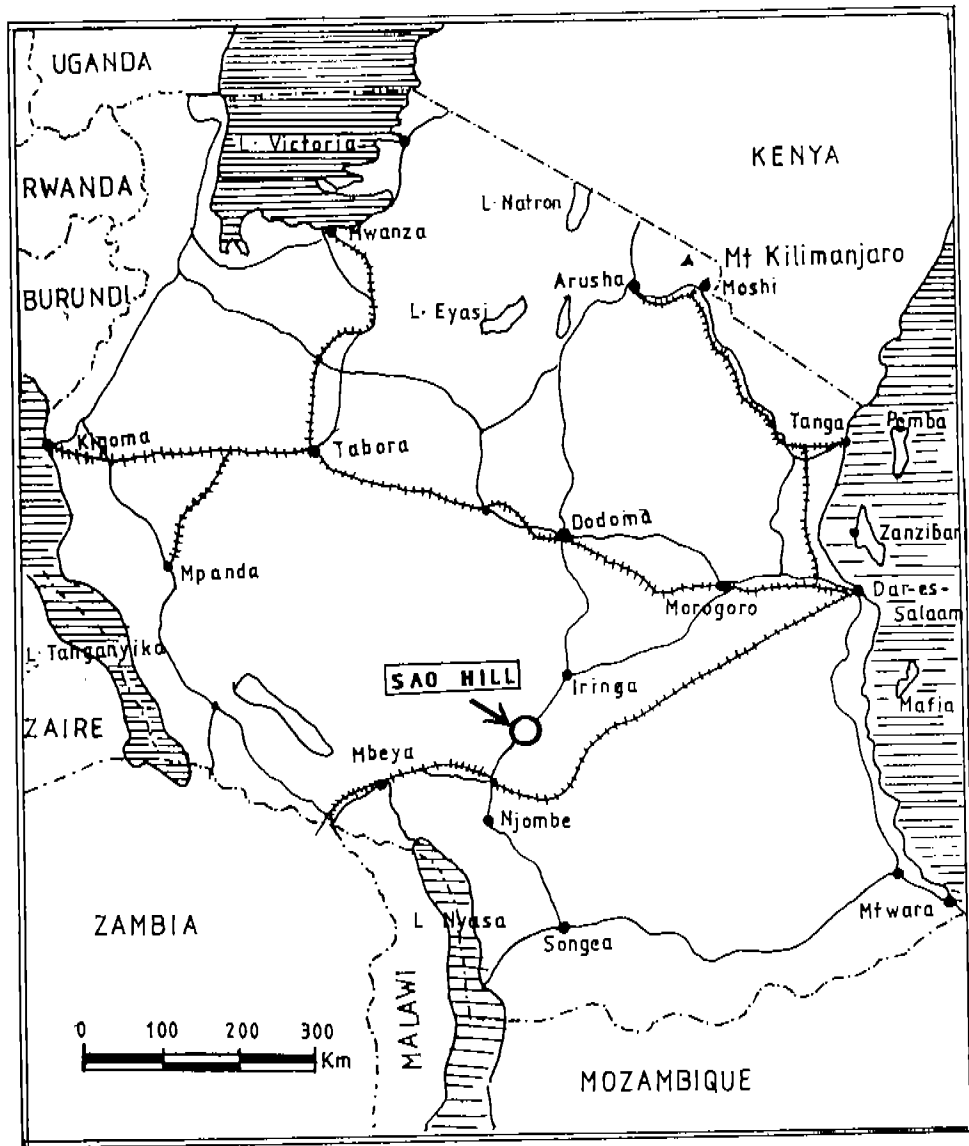 UGANDA
L. Victoria
KENYA
RWANDA
L. Natron
Mwanza
Mt Kilimanjaro
Arusha
Moshi
BURUNDI
L. Eyasi
Kigoma
Tabora
Tanga
Pemba
Dodoma
Zanzibar
Mpanda
Morogoro
Dar-es-
Salaam
L. Tanganyika
SAO HILL
Iringa
Mafia
ZAIRE
Mbeya
Njombe
ZAMBIA
L Nyasa
Songea
Mtwara
MALAWI
0 100 200 300
Km
MOZAMBIQUE